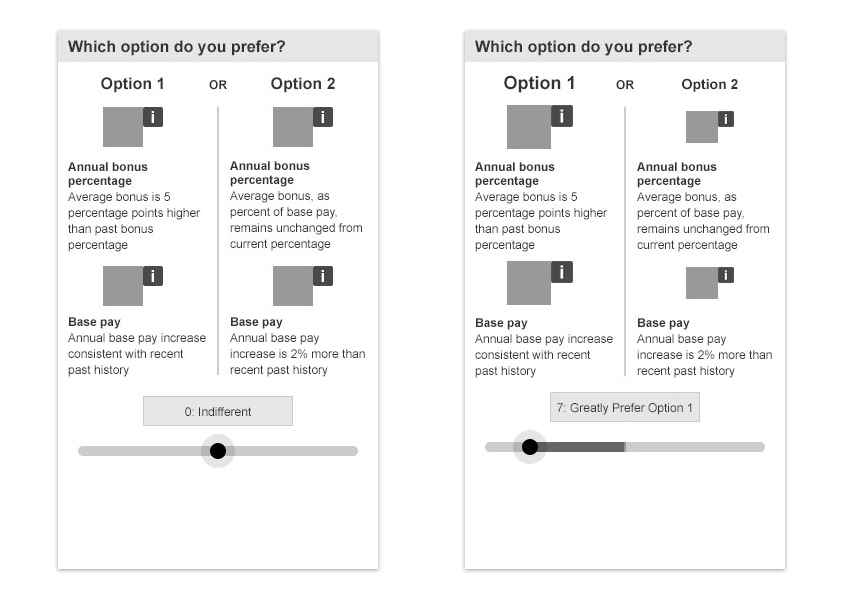 Which option do you prefer?
Option 1
OR
Option 2
i
i
Annual bonus
percentage
Average bonus is 5
percentage points higher
than past bonus
percentage
Annual bonus
percentage
Average bonus, as
percent of base pay,
remains unchanged from
current percentage
i
i
Base pay
Annual base pay increase
consistent with recent
past history
Base pay
Annual base pay
increase is 2% more than
recent past history
0: Indifferent
Which option do you prefer?
Option 1
OR
Option 2
i
i
Annual bonus
percentage
Average bonus is 5
percentage points higher
than past bonus
percentage
Annual bonus
percentage
Average bonus, as
percent of base pay,
remains unchanged from
current percentage
i
i
Base pay
Annual base pay increase
consistent with recent
past history
Base pay
Annual base pay
increase is 2% more than
recent past history
7: Greatly Prefer Option 1